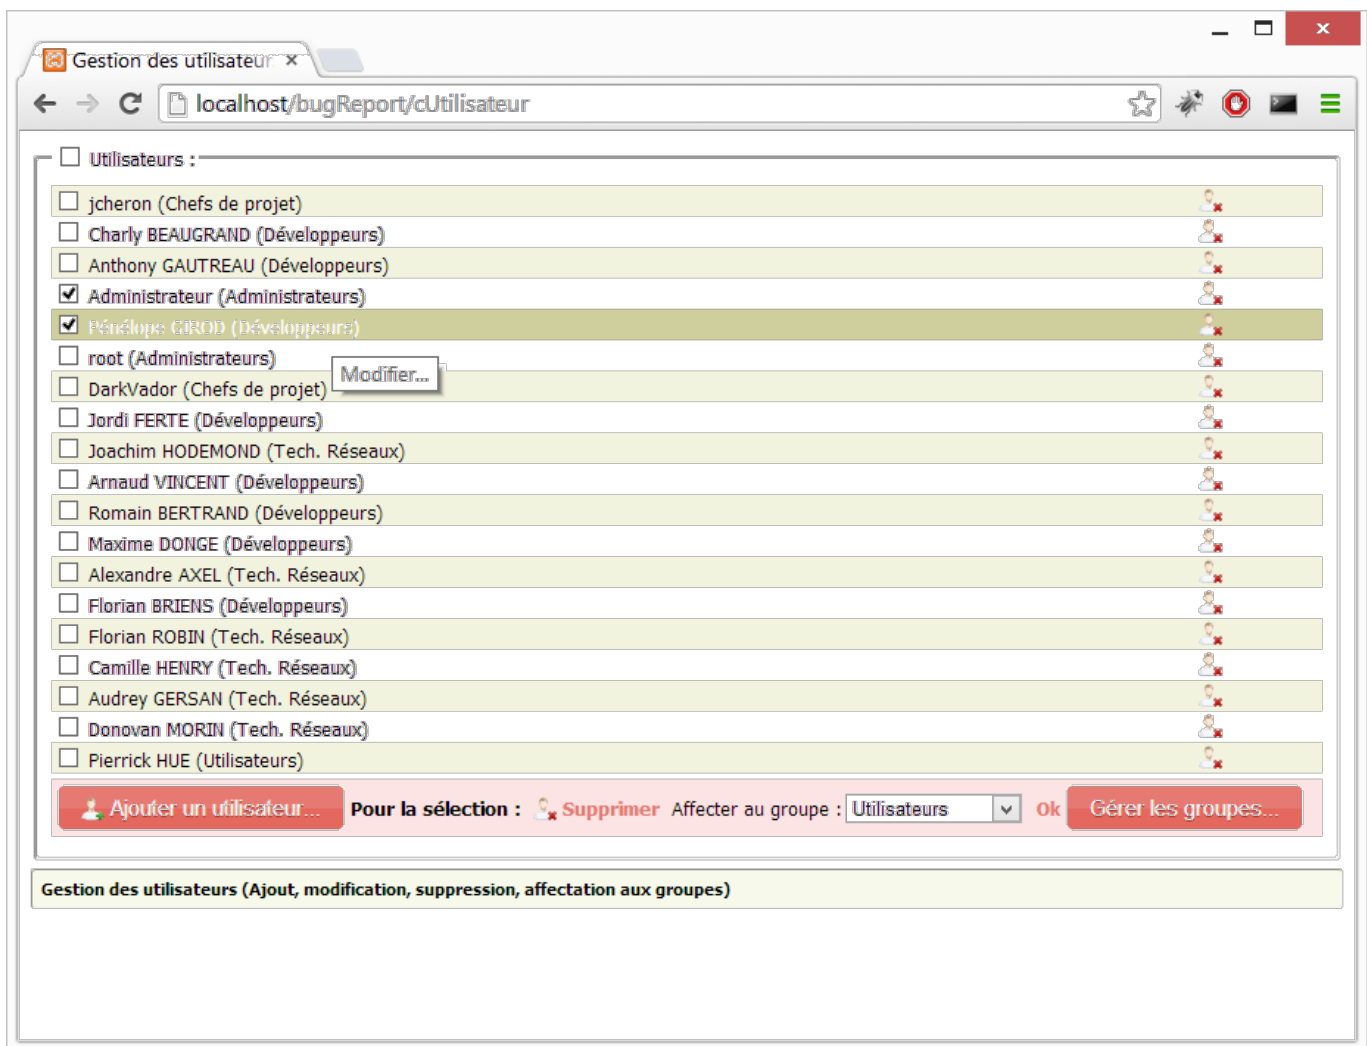 Gestion des utilisateur
localhost/bugReport/cUtilisateur
Utilisateurs :
jcheron (Chefs de projet)
Charly BEAUGRAND (Développeurs)
Anthony GAUTREAU (Développeurs)
Administrateur (Administrateurs)
Pénélope GIROD (Développeurs)
root (Administrateurs)
Modifier...
DarkVador (Chefs de projet)
Jordi FERTE (Développeurs)
Joachim HODEMOND (Tech. Réseaux)
Arnaud VINCENT (Développeurs)
Romain BERTRAND (Développeurs)
Maxime DONGE (Développeurs)
Alexandre AXEL (Tech. Réseaux)
Florian BRIENS (Développeurs)
Florian ROBIN (Tech. Réseaux)
Camille HENRY (Tech. Réseaux)
Audrey GERSAN (Tech. Réseaux)
Donovan MORIN (Tech. Réseaux)
Pierrick HUE (Utilisateurs)
Ajouter un utilisateur... Pour la sélection : Supprimer Affecter au groupe : Utilisateurs Ok Gérer les groupes...
Gestion des utilisateurs (Ajout, modification, suppression, affectation aux groupes)